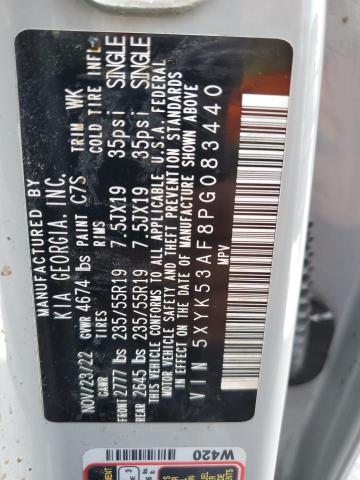 MANUFACTURED BY
KIA GEORGIA, INC.
NOV/23/22 GVWR 4674 lbs PAINT C7S TRIM WK
GAWR TIRES RIMS COLD TIRE INFL
FRONT 2777 lbs 235/55R19 7.5JX19 35psi SINGLE
REAR 2645 lbs 235/55R19 7.5JX19 35psi SINGLE
THIS VEHICLE CONFORMS TO ALL APPLICABLE U.S.A. FEDERAL
MOTOR VEHICLE SAFETY, AND THEFT PREVENTION STANDARDS
IN EFFECT ON THE DATE OF MANUFACTURE SHOWN ABOVE
VIN 5XYK53AF8PG083440
MPV
W420